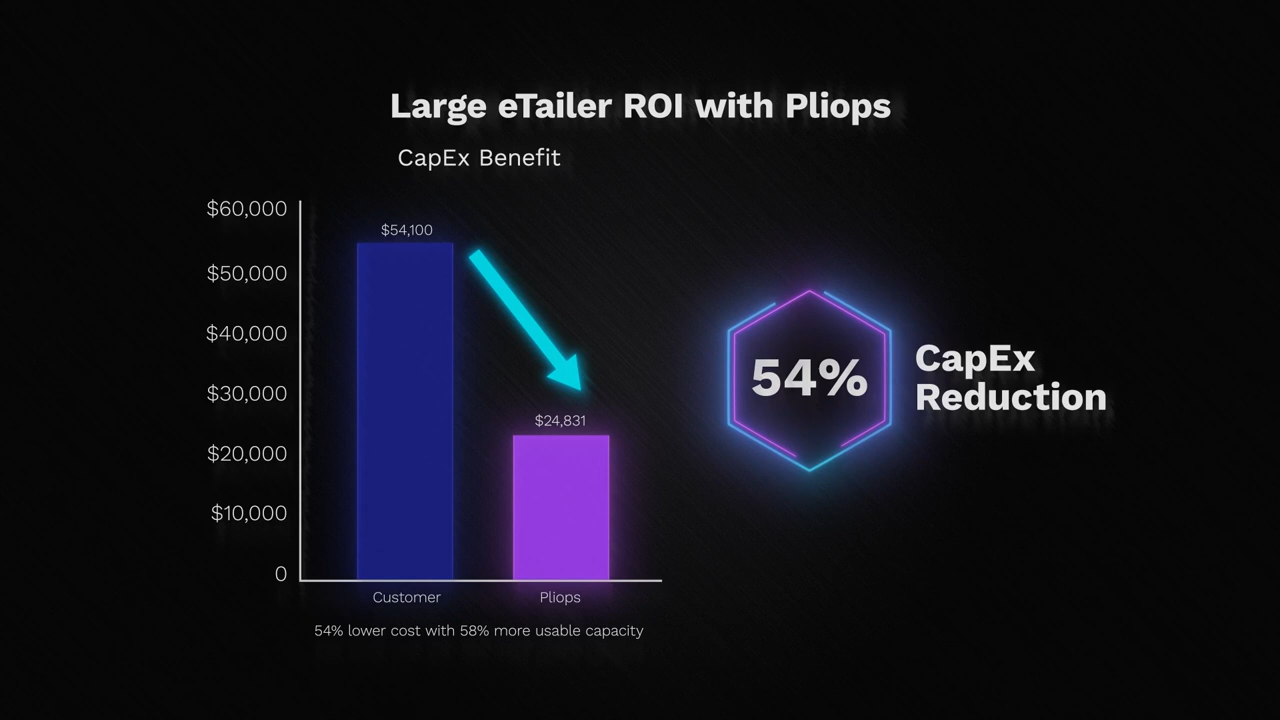 Large eTailer ROI with Pliops
CapEx Benefit
$60,000
$50,000
$40,000
$30,000
$20,000
$10,000
0
$54,100
$24,831
Customer
Pliops
54% lower cost with 58% more usable capacity
54%
CapEx
Reduction